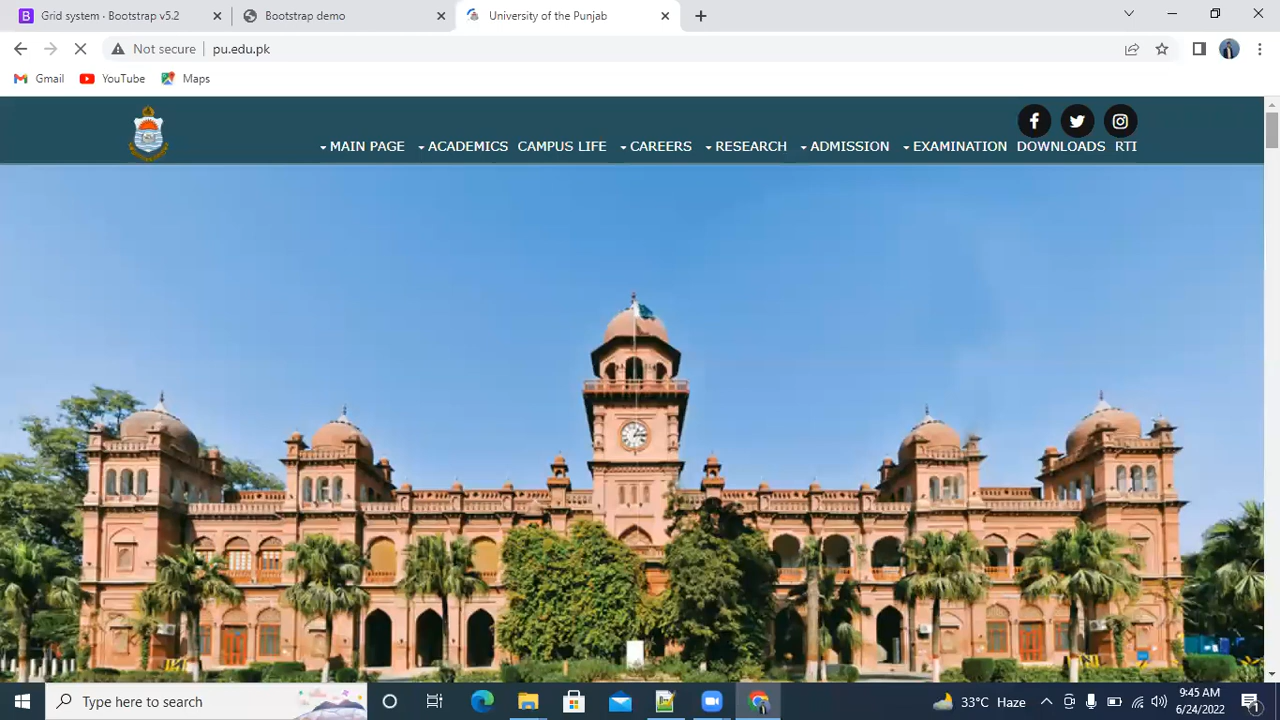 Grid system · Bootstrap v5.2
Bootstrap demo
University of the Punjab
Not secure
pu.edu.pk
Gmail
YouTube
Maps
MAIN PAGE
ACADEMICS
CAMPUS LIFE
CAREERS
RESEARCH
ADMISSION
EXAMINATION
DOWNLOADS
RTI
Type here to search
33°C Haze
9:45 AM
6/24/2022